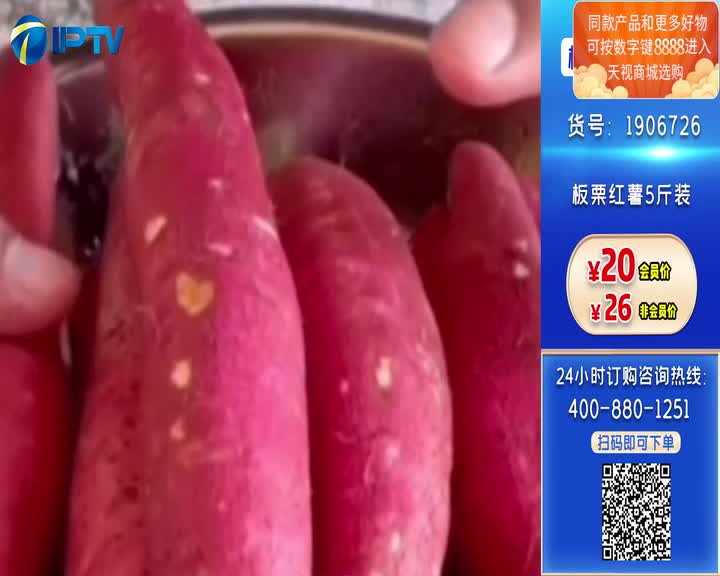 IPTV
同款产品和更多好物
可按数字键8888进入
天视商城选购
货号: 1906726
板栗红薯5斤装
¥20 会员价
¥26 非会员价
24小时订购咨询热线:
400-880-1251
扫码即可下单